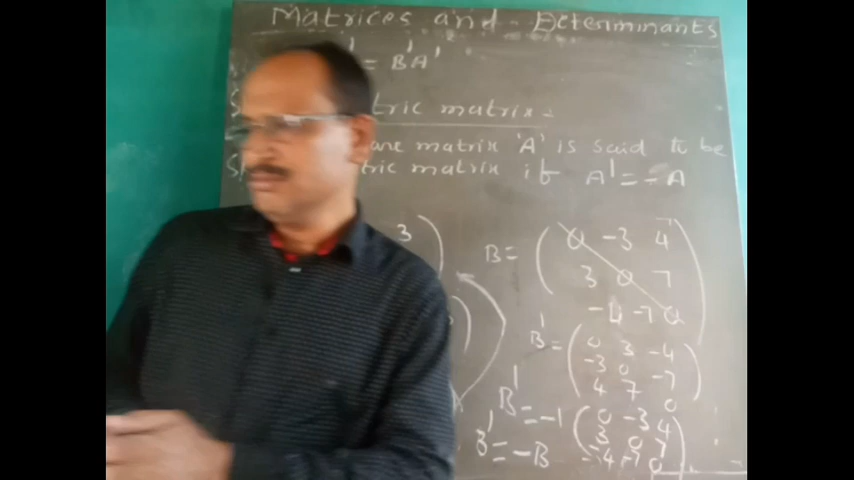 Matrices and Determinants
= B'A'
tric matrix:-
are matrix 'A' is said to be
tric matrix if A' = -A
3
B = ( 0 -3 4
3 0 7
-4 -7 0 )
B' = ( 0 3 -4
-3 0 -7
4 7 0 )
B' = -1 ( 0 -3 4
3 0 7
-4 -7 0 )
B' = -B